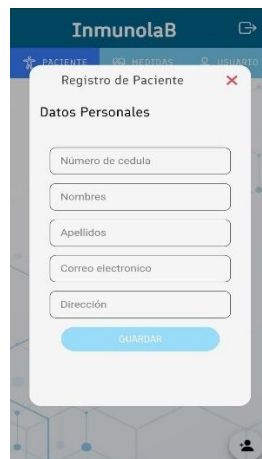 InmunolaB
PACIENTE MEDIDAS USUARIO
Registro de Paciente
Datos Personales
Número de cedula
Nombres
Apellidos
Correo electronico
Dirección
GUARDAR